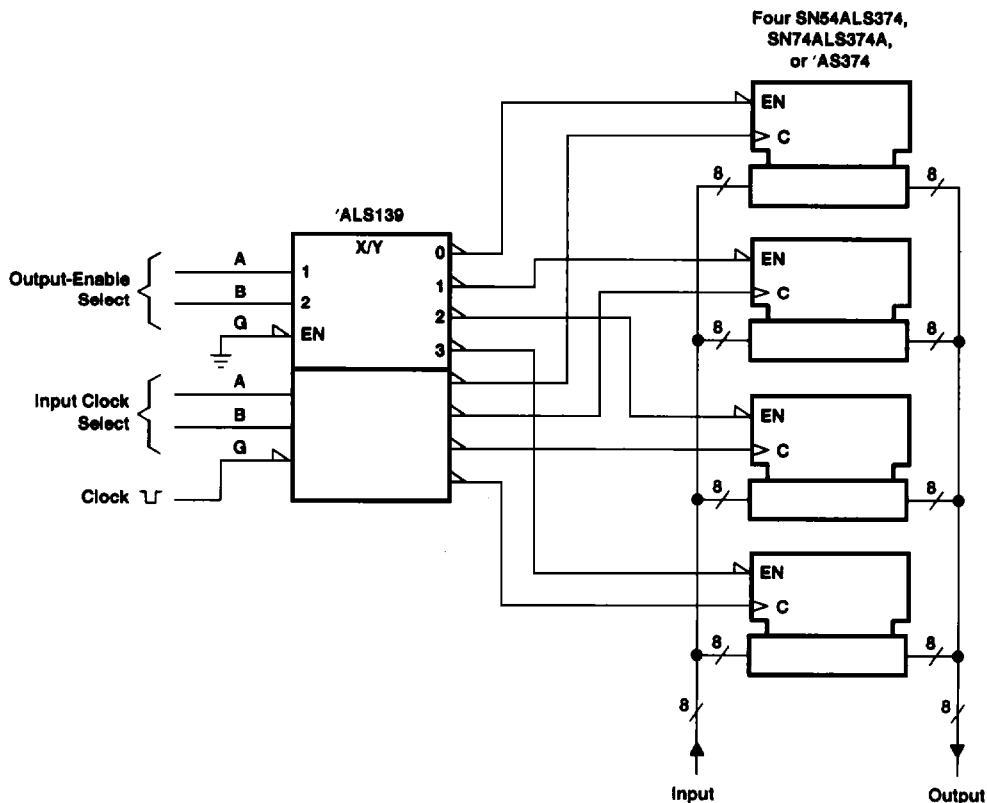 Four SN54ALS374,
SN74ALS374A,
or 'AS374
EN
C
8
8
'ALS139
X/Y
0
1
2
3
Output-Enable
Select
A
1
B
2
G
EN
Input Clock
Select
A
B
G
Clock
EN
C
8
8
EN
C
8
8
EN
C
8
8
8
8
Input
Output